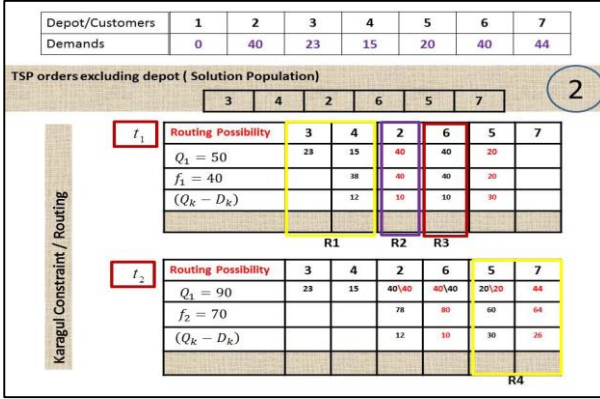 Depot/Customers 1 2 3 4 5 6 7
Demands 0 40 23 15 20 40 44
TSP orders excluding depot ( Solution Population)
2
3 4 2 6 5 7
Karagul Constraint / Routing
t₁ Routing Possibility 3 4 2 6 5 7
Q₁ = 50 23 15 40 40 20
f₁ = 40 38 40 40 20
(Qₖ − Dₖ) 12 10 10 30
R1 R2 R3
t₂ Routing Possibility 3 4 2 6 5 7
Q₁ = 90 23 15 40\40 40\40 20\20 44
f₂ = 70 78 80 60 64
(Qₖ − Dₖ) 12 10 30 26
R4